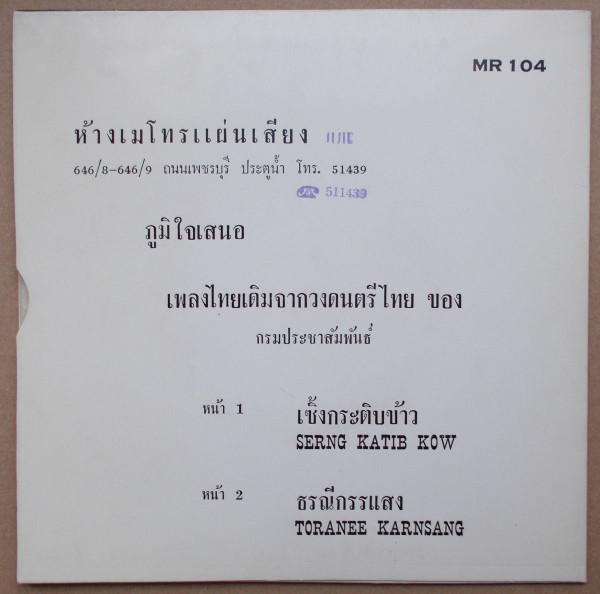 MR 104
ห้างเมโทรแผ่นเสียง
646/8-646/9 ถนนเพชรบุรี ประตูน้ำ โทร. 51439
511439
ภูมิใจเสนอ
เพลงไทยเดิมจากวงดนตรีไทย ของ
กรมประชาสัมพันธ์
หน้า 1 เซิ้งกระติบข้าว
SERNG KATIB KOW
หน้า 2 ธรณีกรรแสง
TORANEE KARNSANG